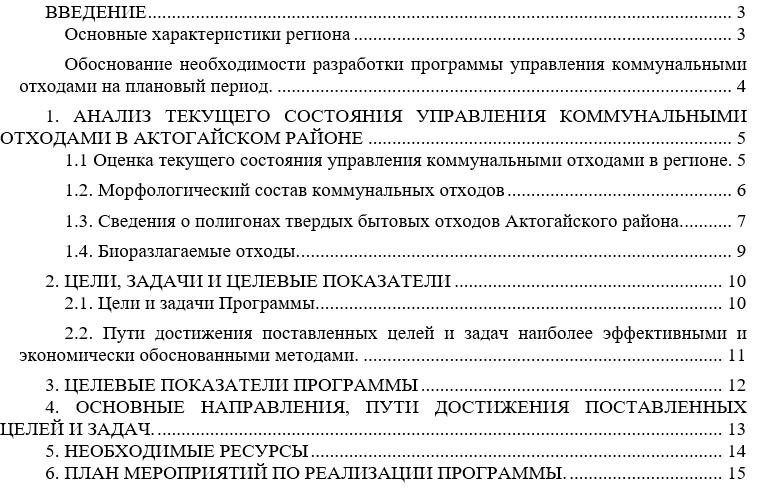 ВВЕДЕНИЕ.......................................................................................................... 3
Основные характеристики региона................................................................... 3
Обоснование необходимости разработки программы управления коммунальными
отходами на плановый период. ................................................................................. 4
1. АНАЛИЗ ТЕКУЩЕГО СОСТОЯНИЯ УПРАВЛЕНИЯ КОММУНАЛЬНЫМИ
ОТХОДАМИ В АКТОГАЙСКОМ РАЙОНЕ ................................................................. 5
1.1 Оценка текущего состояния управления коммунальными отходами в регионе. 5
1.2. Морфологический состав коммунальных отходов........................................ 6
1.3. Сведения о полигонах твердых бытовых отходов Актогайского района.......... 7
1.4. Биоразлагаемые отходы.............................................................................. 9
2. ЦЕЛИ, ЗАДАЧИ И ЦЕЛЕВЫЕ ПОКАЗАТЕЛИ ................................................. 10
2.1. Цели и задачи Программы.......................................................................... 10
2.2. Пути достижения поставленных целей и задач наиболее эффективными и
экономически обоснованными методами. ................................................................. 11
3. ЦЕЛЕВЫЕ ПОКАЗАТЕЛИ ПРОГРАММЫ ....................................................... 12
4. ОСНОВНЫЕ НАПРАВЛЕНИЯ, ПУТИ ДОСТИЖЕНИЯ ПОСТАВЛЕННЫХ
ЦЕЛЕЙ И ЗАДАЧ. ....................................................................................................... 13
5. НЕОБХОДИМЫЕ РЕСУРСЫ........................................................................... 14
6. ПЛАН МЕРОПРИЯТИЙ ПО РЕАЛИЗАЦИИ ПРОГРАММЫ. ............................ 15